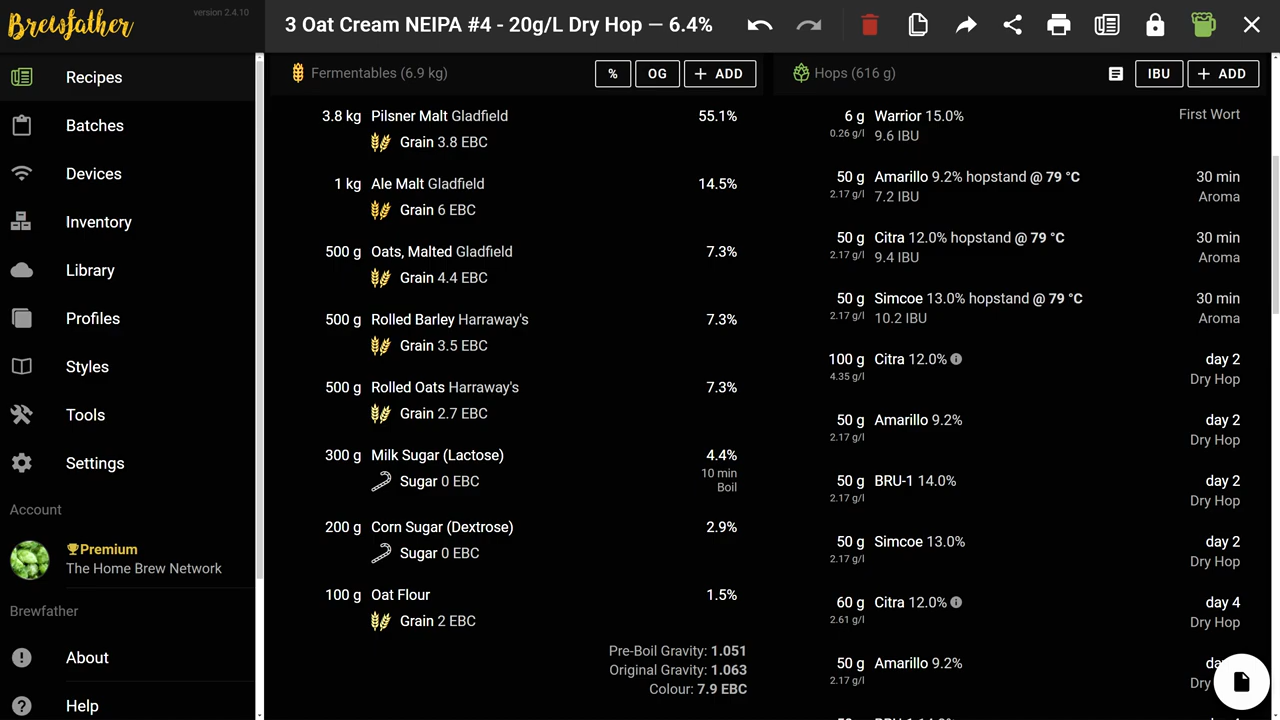 Brewfather
version 2.4.10
3 Oat Cream NEIPA #4 - 20g/L Dry Hop — 6.4%
Recipes
Batches
Devices
Inventory
Library
Profiles
Styles
Tools
Settings
Account
Premium
The Home Brew Network
Brewfather
About
Help
Fermentables (6.9 kg)
%
OG
+ ADD
3.8 kg Pilsner Malt Gladfield 55.1%
Grain 3.8 EBC
1 kg Ale Malt Gladfield 14.5%
Grain 6 EBC
500 g Oats, Malted Gladfield 7.3%
Grain 4.4 EBC
500 g Rolled Barley Harraway's 7.3%
Grain 3.5 EBC
500 g Rolled Oats Harraway's 7.3%
Grain 2.7 EBC
300 g Milk Sugar (Lactose) 4.4%
Sugar 0 EBC 10 min
Boil
200 g Corn Sugar (Dextrose) 2.9%
Sugar 0 EBC
100 g Oat Flour 1.5%
Grain 2 EBC
Pre-Boil Gravity: 1.051
Original Gravity: 1.063
Colour: 7.9 EBC
Hops (616 g)
IBU
+ ADD
6 g Warrior 15.0% First Wort
0.26 g/l 9.6 IBU
50 g Amarillo 9.2% hopstand @ 79 °C 30 min
2.17 g/l 7.2 IBU Aroma
50 g Citra 12.0% hopstand @ 79 °C 30 min
2.17 g/l 9.4 IBU Aroma
50 g Simcoe 13.0% hopstand @ 79 °C 30 min
2.17 g/l 10.2 IBU Aroma
100 g Citra 12.0% day 2
4.35 g/l Dry Hop
50 g Amarillo 9.2% day 2
2.17 g/l Dry Hop
50 g BRU-1 14.0% day 2
2.17 g/l Dry Hop
50 g Simcoe 13.0% day 2
2.17 g/l Dry Hop
60 g Citra 12.0% day 4
2.61 g/l Dry Hop
50 g Amarillo 9.2%
2.17 g/l